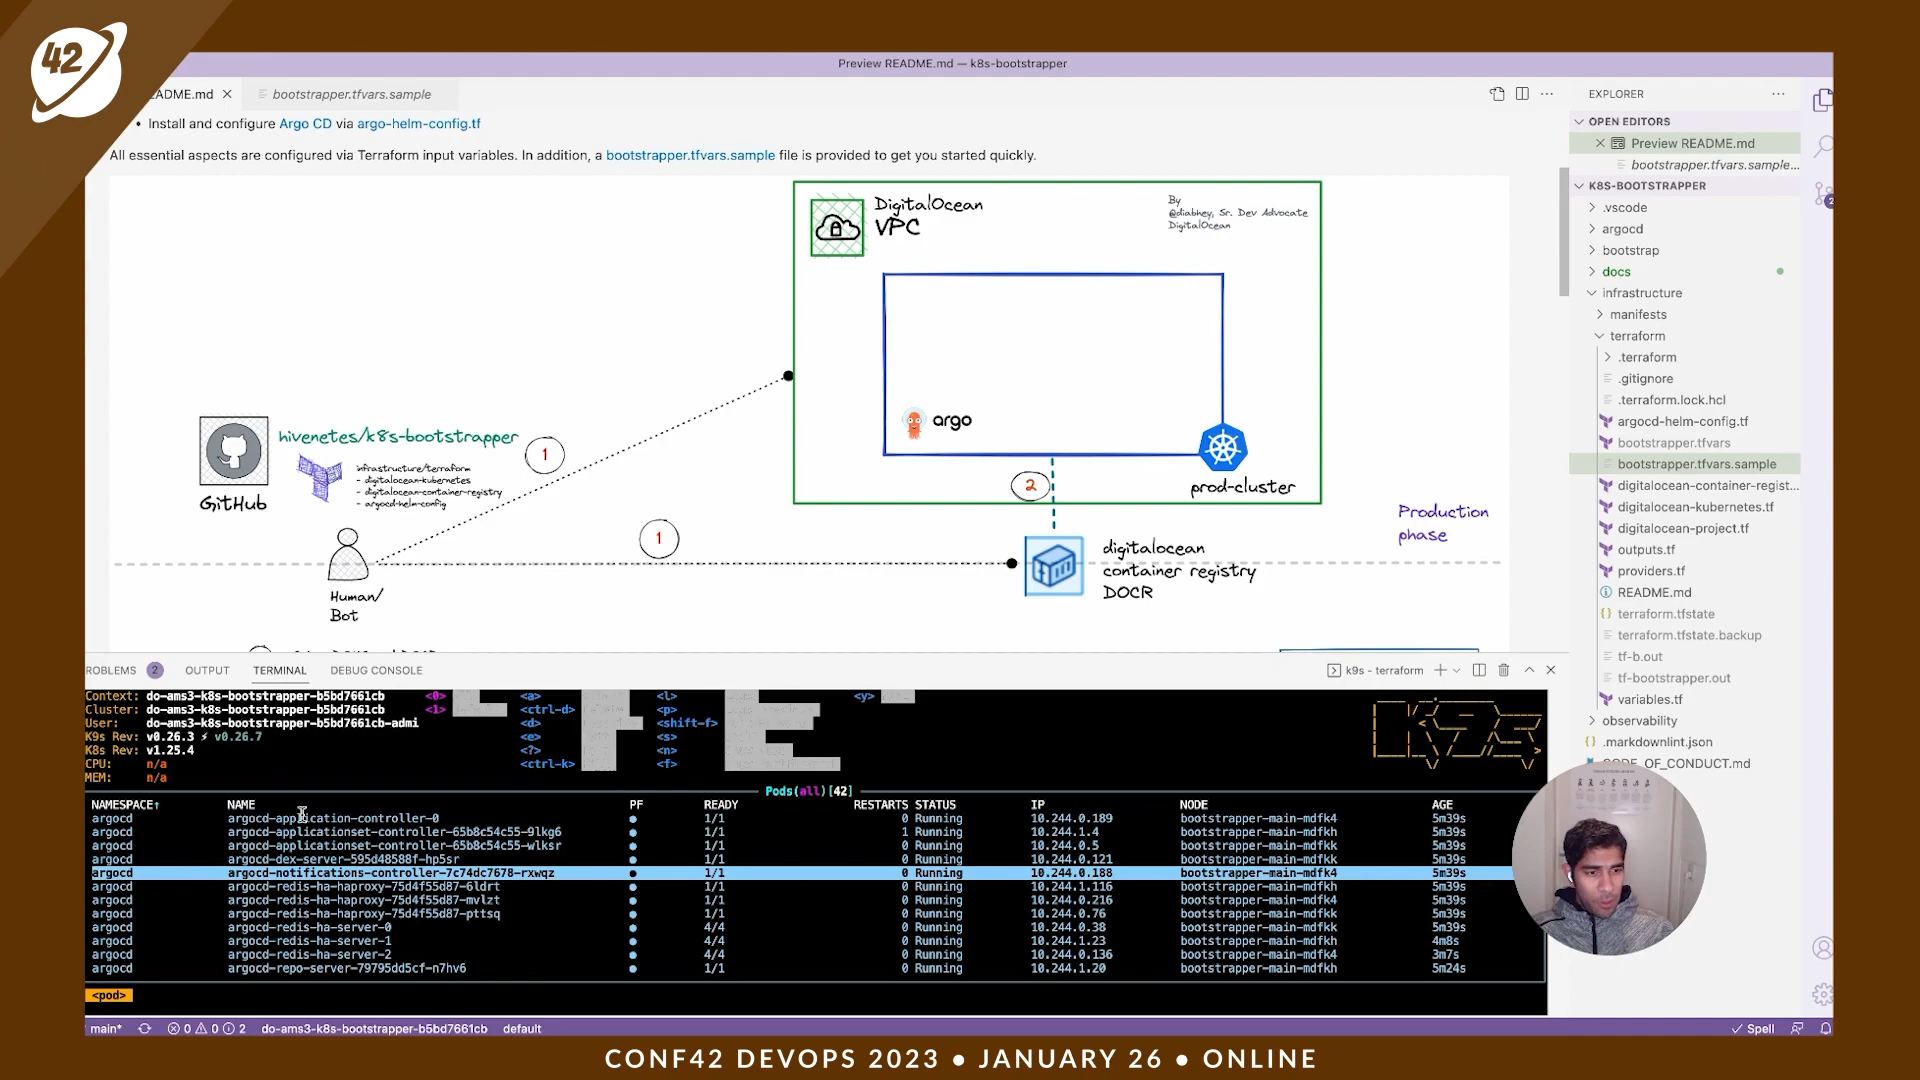 42
Preview README.md — k8s-bootstrapper
ADME.md
bootstrapper.tfvars.sample
• Install and configure Argo CD via argo-helm-config.tf
All essential aspects are configured via Terraform input variables. In addition, a bootstrapper.tfvars.sample file is provided to get you started quickly.
DigitalOcean
VPC
By
@diabhey, Sr. Dev Advocate
DigitalOcean
argo
prod-cluster
GitHub
hivenetes/k8s-bootstrapper
infrastructure/terraform
- digitalocean-kubernetes
- digitalocean-container-registry
- argocd-helm-config
1
1
2
Human/
Bot
digitalocean
container registry
DOCR
Production
phase
EXPLORER
OPEN EDITORS
Preview README.md
bootstrapper.tfvars.sample...
K8S-BOOTSTRAPPER
.vscode
argocd
bootstrap
docs
infrastructure
manifests
terraform
.terraform
.gitignore
.terraform.lock.hcl
argocd-helm-config.tf
bootstrapper.tfvars
bootstrapper.tfvars.sample
digitalocean-container-regist...
digitalocean-kubernetes.tf
digitalocean-project.tf
outputs.tf
providers.tf
README.md
terraform.tfstate
terraform.tfstate.backup
tf-b.out
tf-bootstrapper.out
variables.tf
observability
.markdownlint.json
CODE_OF_CONDUCT.md
2
ROBLEMS 2 OUTPUT TERMINAL DEBUG CONSOLE
k9s - terraform
Context: do-ams3-k8s-bootstrapper-b5bd7661cb <0> <a> <l> <y>
Cluster: do-ams3-k8s-bootstrapper-b5bd7661cb <1> <ctrl-d> <p>
User: do-ams3-k8s-bootstrapper-b5bd7661cb-admi <d> <shift-f>
K9s Rev: v0.26.3 ⚡ v0.26.7 <e> <s>
K8s Rev: v1.25.4 <?> <n>
CPU: n/a <ctrl-k> <f>
MEM: n/a
K9s
Pods(all)[42]
NAMESPACE↑ NAME PF READY RESTARTS STATUS IP NODE AGE
argocd argocd-application-controller-0 ● 1/1 0 Running 10.244.0.189 bootstrapper-main-mdfk4 5m39s
argocd argocd-applicationset-controller-65b8c54c55-9lkg6 ● 1/1 1 Running 10.244.1.4 bootstrapper-main-mdfkh 5m39s
argocd argocd-applicationset-controller-65b8c54c55-wlksr ● 1/1 0 Running 10.244.0.5 bootstrapper-main-mdfkk 5m39s
argocd argocd-dex-server-595d48588f-hp5sr ● 1/1 0 Running 10.244.0.121 bootstrapper-main-mdfkk 5m39s
argocd argocd-notifications-controller-7c74dc7678-rxwqz ● 1/1 0 Running 10.244.0.188 bootstrapper-main-mdfk4 5m39s
argocd argocd-redis-ha-haproxy-75d4f55d87-6ldrt ● 1/1 0 Running 10.244.1.116 bootstrapper-main-mdfkh 5m39s
argocd argocd-redis-ha-haproxy-75d4f55d87-mvlzt ● 1/1 0 Running 10.244.0.216 bootstrapper-main-mdfk4 5m39s
argocd argocd-redis-ha-haproxy-75d4f55d87-pttsq ● 1/1 0 Running 10.244.0.76 bootstrapper-main-mdfkk 5m39s
argocd argocd-redis-ha-server-0 ● 4/4 0 Running 10.244.0.38 bootstrapper-main-mdfkk 5m39s
argocd argocd-redis-ha-server-1 ● 4/4 0 Running 10.244.1.23 bootstrapper-main-mdfkh 4m8s
argocd argocd-redis-ha-server-2 ● 4/4 0 Running 10.244.0.136 bootstrapper-main-mdfk4 3m7s
argocd argocd-repo-server-79795dd5cf-n7hv6 ● 1/1 0 Running 10.244.1.20 bootstrapper-main-mdfkh 5m24s
<pod>
main* 0 0 2 do-ams3-k8s-bootstrapper-b5bd7661cb default
Spell
CONF42 DEVOPS 2023 • JANUARY 26 • ONLINE